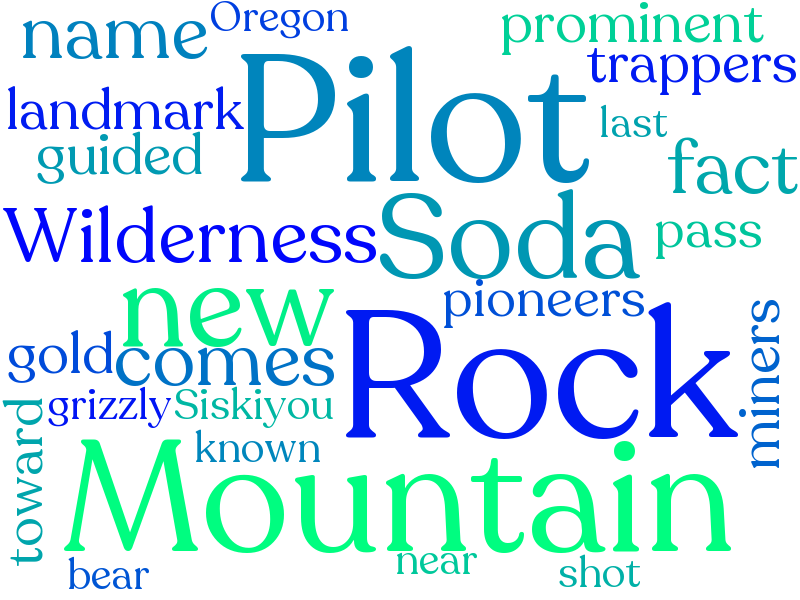 Oregon
name
prominent
Pilot
trappers
landmark
last
guided
fact
Wilderness
Soda
pass
new
pioneers
gold
comes
Rock
miners
grizzly
Siskiyou
toward
known
Mountain
near
bear
shot